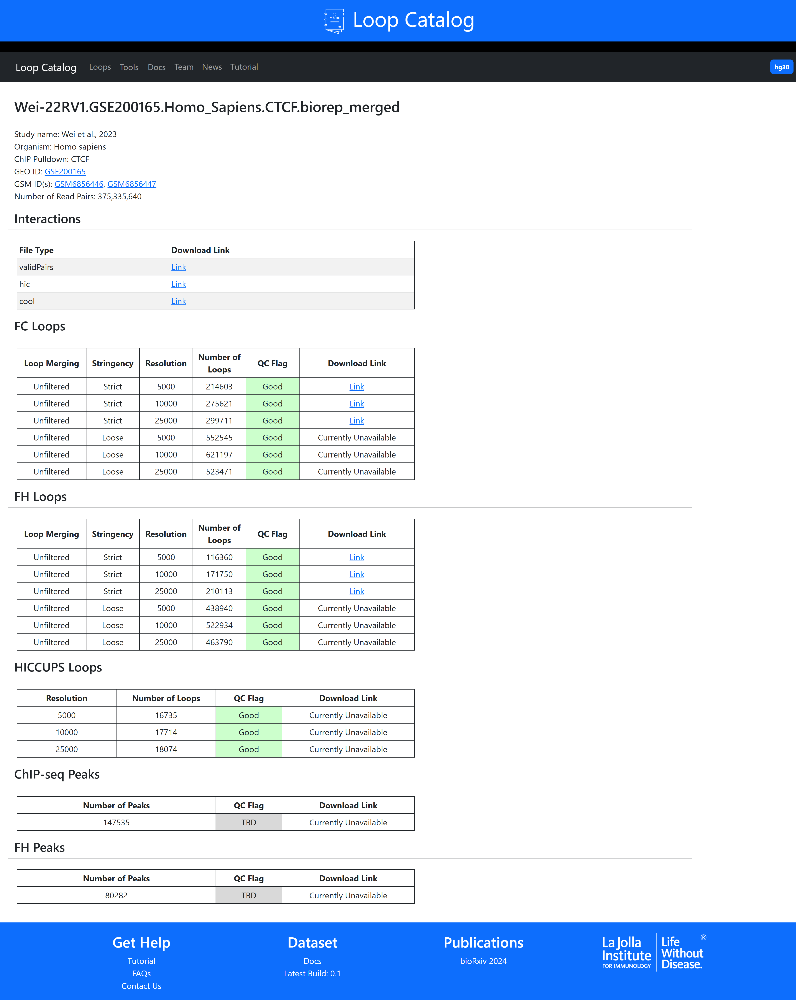 Loop Catalog
Loop Catalog Loops Tools Docs Team News Tutorial hg38
Wei-22RV1.GSE200165.Homo_Sapiens.CTCF.biorep_merged
Study name: Wei et al., 2023
Organism: Homo sapiens
ChIP Pulldown: CTCF
GEO ID: GSE200165
GSM ID(s): GSM6856446, GSM6856447
Number of Read Pairs: 375,335,640
Interactions
File Type Download Link
validPairs Link
hic Link
cool Link
FC Loops
Loop Merging Stringency Resolution Number of Loops QC Flag Download Link
Unfiltered Strict 5000 214603 Good Link
Unfiltered Strict 10000 275621 Good Link
Unfiltered Strict 25000 299711 Good Link
Unfiltered Loose 5000 552545 Good Currently Unavailable
Unfiltered Loose 10000 621197 Good Currently Unavailable
Unfiltered Loose 25000 523471 Good Currently Unavailable
FH Loops
Loop Merging Stringency Resolution Number of Loops QC Flag Download Link
Unfiltered Strict 5000 116360 Good Link
Unfiltered Strict 10000 171750 Good Link
Unfiltered Strict 25000 210113 Good Link
Unfiltered Loose 5000 438940 Good Currently Unavailable
Unfiltered Loose 10000 522934 Good Currently Unavailable
Unfiltered Loose 25000 463790 Good Currently Unavailable
HICCUPS Loops
Resolution Number of Loops QC Flag Download Link
5000 16735 Good Currently Unavailable
10000 17714 Good Currently Unavailable
25000 18074 Good Currently Unavailable
ChIP-seq Peaks
Number of Peaks QC Flag Download Link
147535 TBD Currently Unavailable
FH Peaks
Number of Peaks QC Flag Download Link
80282 TBD Currently Unavailable
Get Help
Tutorial
FAQs
Contact Us
Dataset
Docs
Latest Build: 0.1
Publications
bioRxiv 2024
La Jolla
Institute
FOR IMMUNOLOGY
Life
Without
Disease.
®